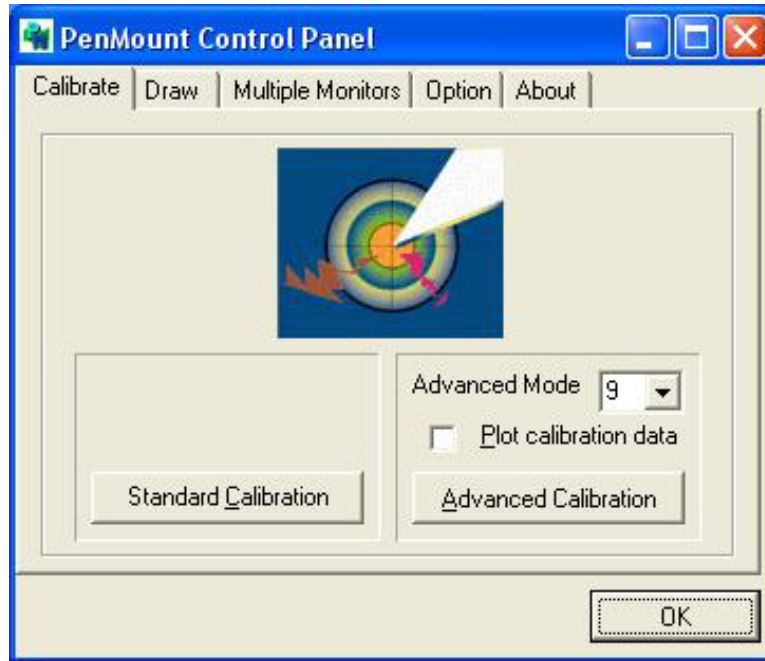 PenMount Control Panel
Calibrate Draw Multiple Monitors Option About
Advanced Mode 9
Plot calibration data
Standard Calibration Advanced Calibration
OK